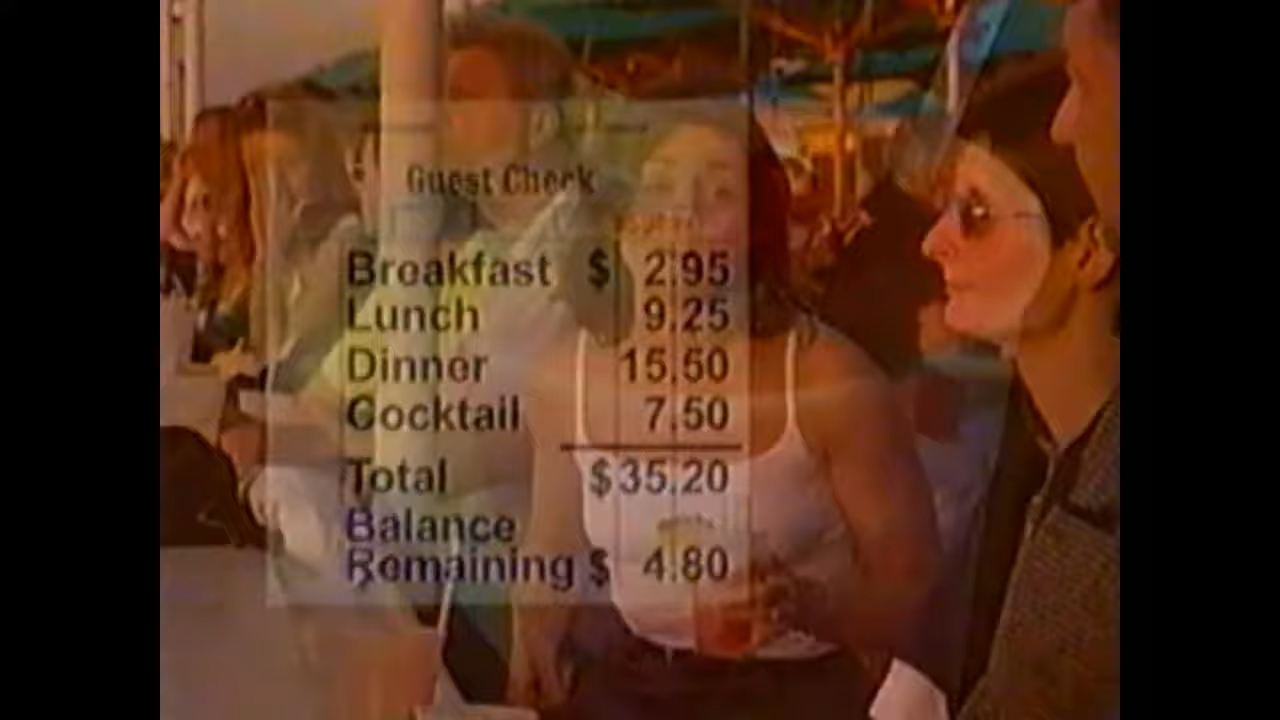 Guest Check
Breakfast $ 2.95
Lunch 9.25
Dinner 15.50
Cocktail 7.50
Total $35.20
Balance
Remaining $ 4.80